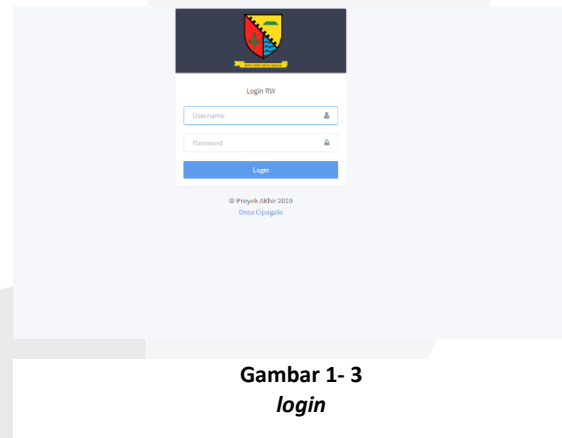 Login RW
Username
Password
Login
© Proyek AKhir 2019
Desa Cipagalo
Gambar 1- 3
login